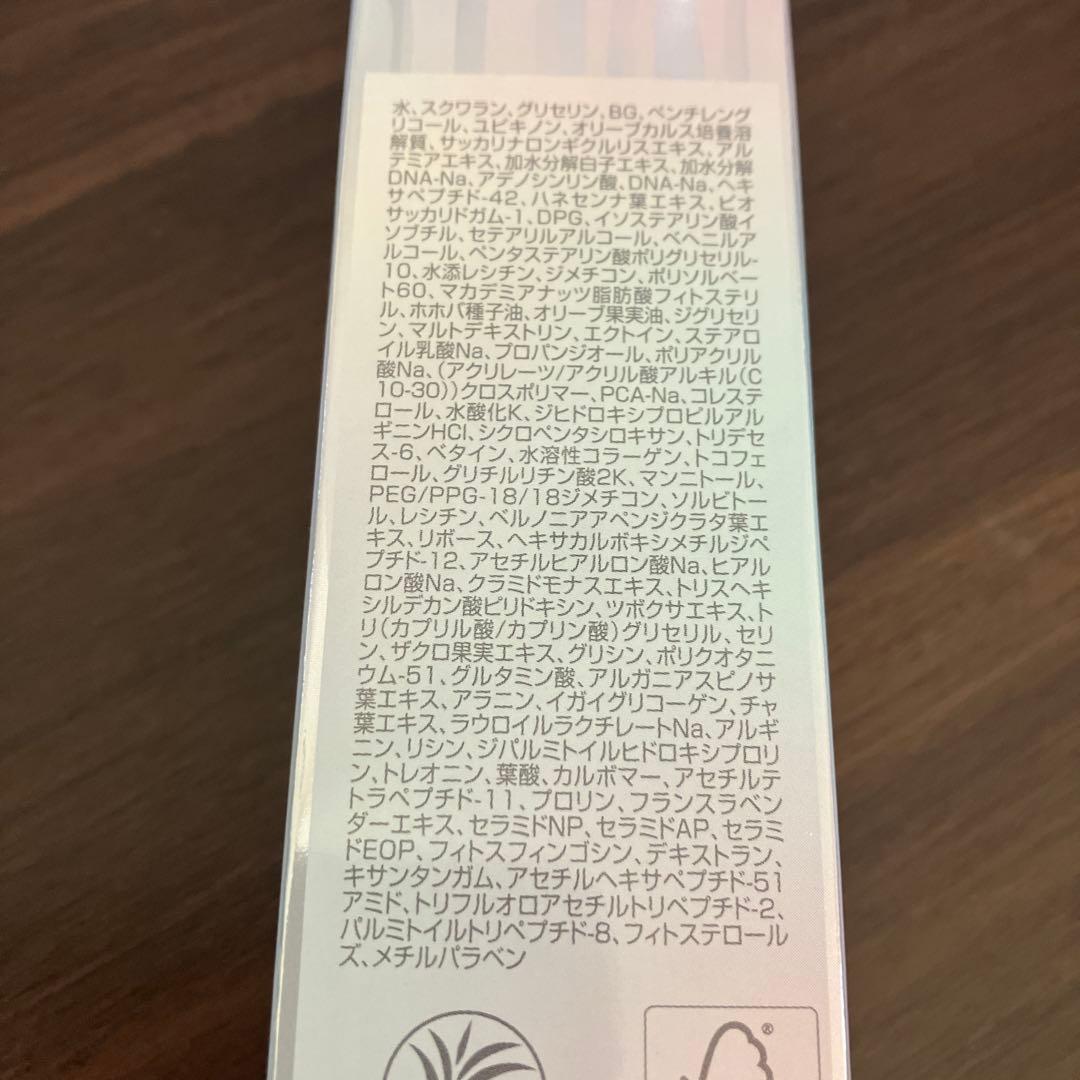 水、スクワラン、グリセリン、BG、ペンチレング
リコール、ユビキノン、オリーブカルス培養溶
解質、サッカリナロンギクルリスエキス、アル
テミアエキス、加水分解白子エキス、加水分解
DNA-Na、アデノシンリン酸、DNA-Na、ヘキ
サペプチド-42、ハネセンナ葉エキス、ビオ
サッカリドガム-1、DPG、イソステアリン酸イ
ソブチル、セテアリルアルコール、ベヘニルア
ルコール、ペンタステアリン酸ポリグリセリル-
10、水添レシチン、ジメチコン、ポリソルベー
ト60、マカデミアナッツ脂肪酸フィトステリ
ル、ホホバ種子油、オリーブ果実油、ジグリセリ
ン、マルトデキストリン、エクトイン、ステアロ
イル乳酸Na、プロパンジオール、ポリアクリル
酸Na、(アクリレーツ/アクリル酸アルキル(C
10-30))クロスポリマー、PCA-Na、コレステ
ロール、水酸化K、ジヒドロキシプロピルアル
ギニンHCl、シクロペンタシロキサン、トリデセ
ス-6、ベタイン、水溶性コラーゲン、トコフェ
ロール、グリチルリチン酸2K、マンニトール、
PEG/PPG-18/18ジメチコン、ソルビトー
ル、レシチン、ベルノニアアペンジクラタ葉エ
キス、リボース、ヘキサカルボキシメチルジペ
プチド-12、アセチルヒアルロン酸Na、ヒアル
ロン酸Na、クラミドモナスエキス、トリスヘキ
シルデカン酸ピリドキシン、ツボクサエキス、ト
リ(カプリル酸/カプリン酸)グリセリル、セリ
ン、ザクロ果実エキス、グリシン、ポリクオタニ
ウム-51、グルタミン酸、アルガニアスピノサ
葉エキス、アラニン、イガイグリコーゲン、チャ
葉エキス、ラウロイルラクチレートNa、アルギ
ニン、リシン、ジパルミトイルヒドロキシプロリ
ン、トレオニン、葉酸、カルボマー、アセチルテ
トラペプチド-11、プロリン、フランスラベン
ダーエキス、セラミドNP、セラミドAP、セラミ
ドEOP、フィトスフィンゴシン、デキストラン、
キサンタンガム、アセチルヘキサペプチド-51
アミド、トリフルオロアセチルトリペプチド-2、
パルミトイルトリペプチド-8、フィトステロール
ズ、メチルパラベン
®